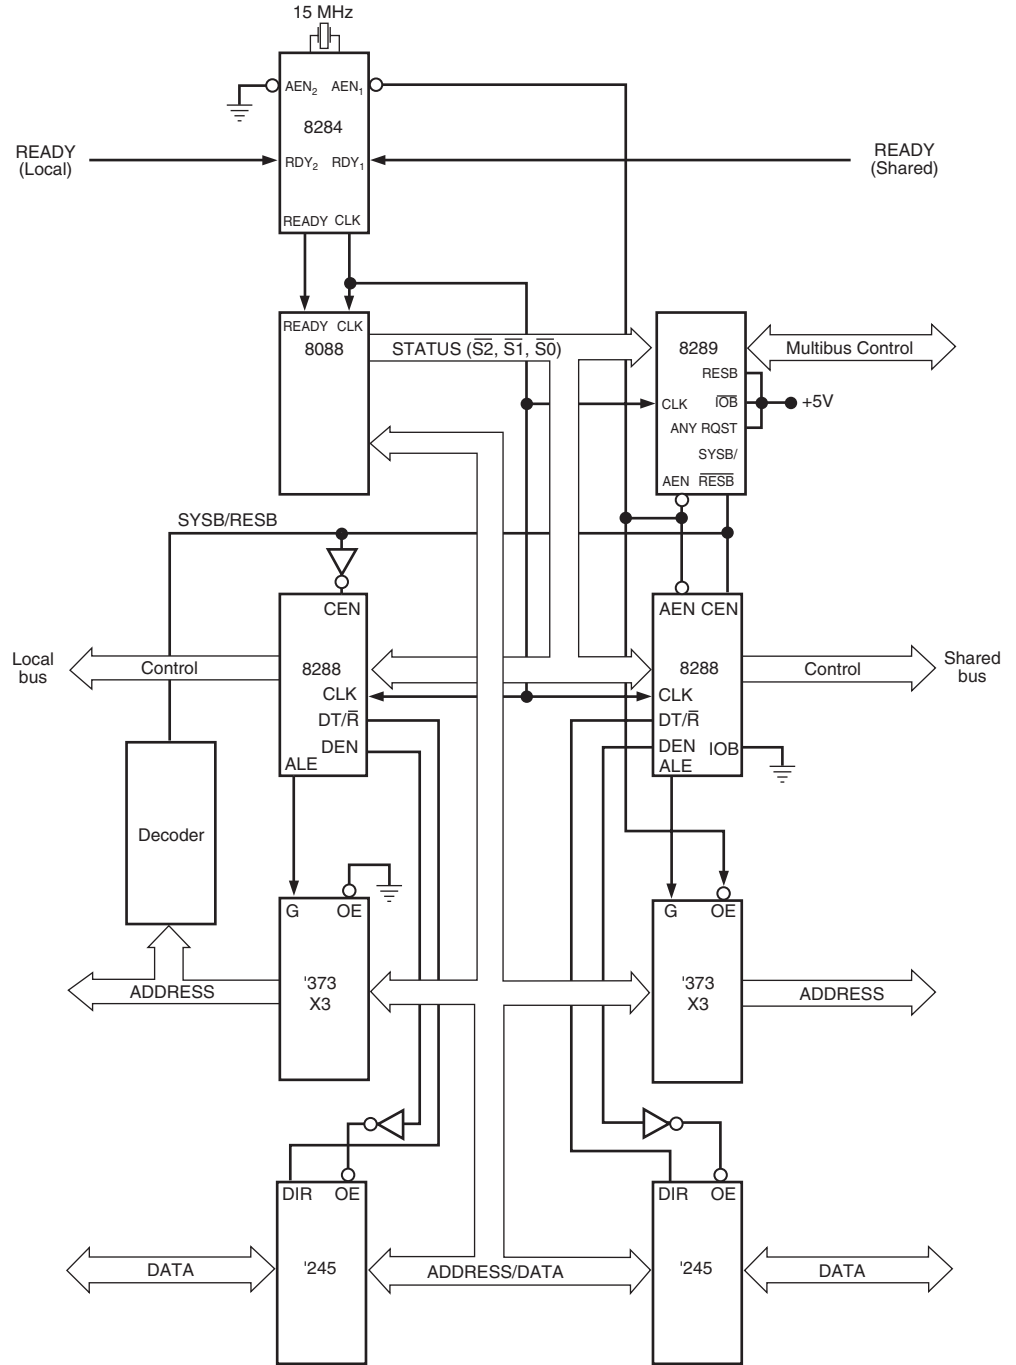 15 MHz
AEN₂ AEN₁
8284
READY
(Local)
RDY₂ RDY₁
READY
(Shared)
READY CLK
READY CLK
8088
STATUS (S̅2̅, S̅1̅, S̅0̅)
8289
Multibus Control
RESB
CLK
I̅O̅B̅
+5V
ANY RQST
SYSB/
AEN R̅E̅S̅B̅
SYSB/RESB
CEN
AEN CEN
Local
bus
Control
8288
8288
Control
Shared
bus
CLK
CLK
DT/R̅
DT/R̅
DEN
DEN
IOB
ALE
ALE
Decoder
G OE
G OE
ADDRESS
'373
X3
'373
X3
ADDRESS
DIR OE
DIR OE
DATA
'245
ADDRESS/DATA
'245
DATA